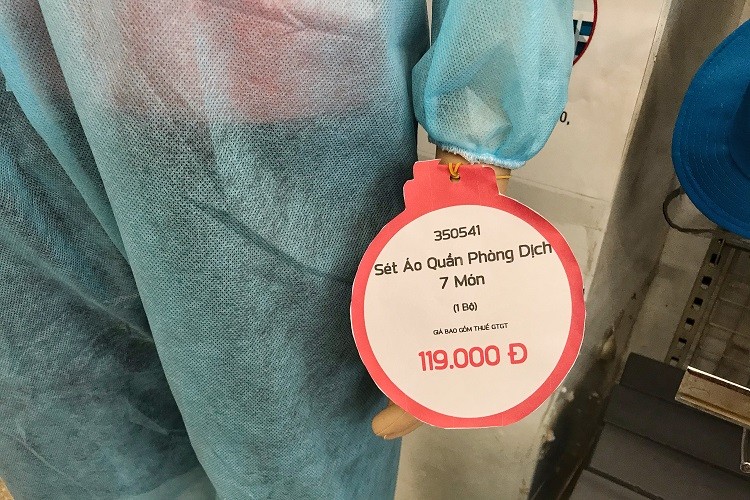 350541
Sét Áo Quần Phòng Dịch
7 Món
(1 Bộ)
GIÁ BAO GỒM THUẾ GTGT
119.000 Đ